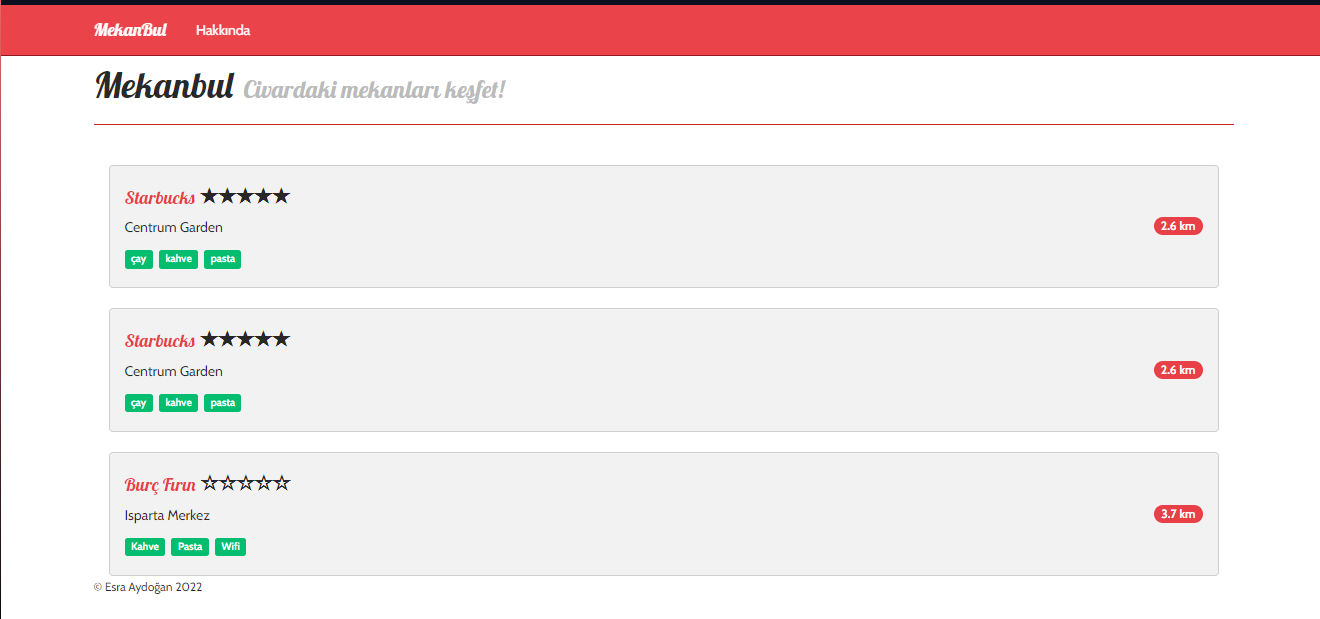 MekanBul Hakkında
Mekanbul Civardaki mekanları keşfet!
Starbucks ★★★★★
Centrum Garden
2.6 km
çay kahve pasta
Starbucks ★★★★★
Centrum Garden
2.6 km
çay kahve pasta
Burç Fırın ☆☆☆☆☆
Isparta Merkez
3.7 km
Kahve Pasta Wifi
© Esra Aydoğan 2022